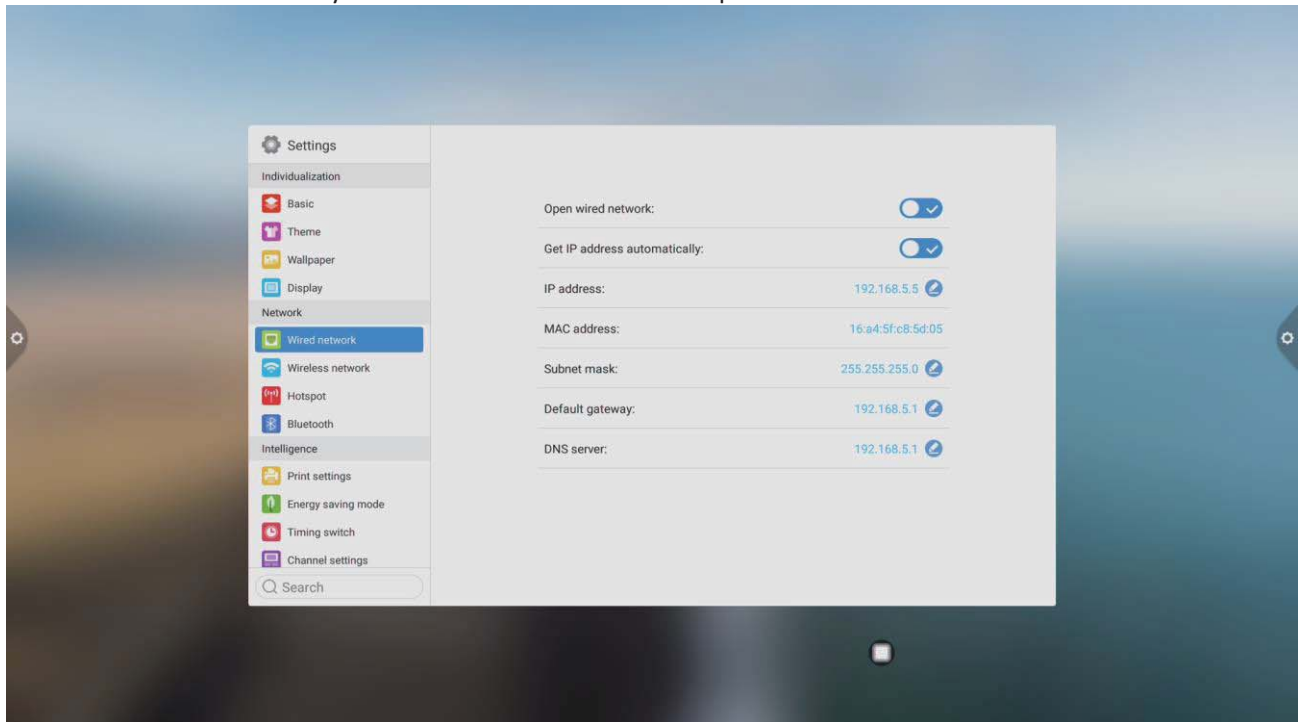 Settings
Individualization
Basic
Theme
Wallpaper
Display
Network
Wired network
Wireless network
Hotspot
Bluetooth
Intelligence
Print settings
Energy saving mode
Timing switch
Channel settings
Search
Open wired network:
Get IP address automatically:
IP address: 192.168.5.5
MAC address: 16:a4:5f:c8:5d:05
Subnet mask: 255.255.255.0
Default gateway: 192.168.5.1
DNS server: 192.168.5.1